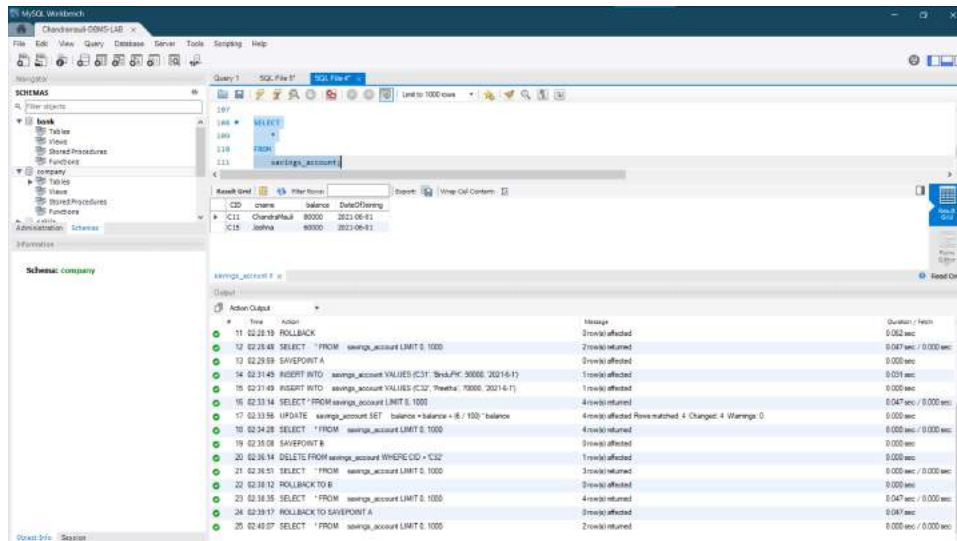 MySQL Workbench
Chandramauli-DBMS-LAB
File Edit View Query Database Server Tools Scripting Help
Navigator
SCHEMAS
Filter objects
bank
Tables
Views
Stored Procedures
Functions
company
Tables
Views
Stored Procedures
Functions
Administration Schemas
Information
Schema: company
Object Info Session
Query 1 SQL File 5* SQL File 4*
Limit to 1000 rows
107
108 SELECT
109 *
110 FROM
111 savings_account;
Result Grid Filter Rows: Export: Wrap Cell Content:
CID cname balance DateOfJoining
C11 ChandraMauli 80000 2021-06-01
C15 60000 2021-06-01
Result Grid
Form Editor
savings_account 8
Read On
Output
Action Output
# Time Action Message Duration / Fetch
11 02:28:19 ROLLBACK 0 row(s) affected 0.062 sec
12 02:28:48 SELECT * FROM savings_account LIMIT 0, 1000 2 row(s) returned 0.047 sec / 0.000 sec
13 02:29:59 SAVEPOINT A 0 row(s) affected 0.000 sec
14 02:31:49 INSERT INTO savings_account VALUES ('C31', 50000, '2021-6-1') 1 row(s) affected 0.031 sec
15 02:31:49 INSERT INTO savings_account VALUES ('C32', 'Preetha', 70000, '2021-6-1') 1 row(s) affected 0.000 sec
16 02:33:14 SELECT * FROM savings_account LIMIT 0, 1000 4 row(s) returned 0.047 sec / 0.000 sec
17 02:33:56 UPDATE savings_account SET balance = balance + (6 / 100) * balance 4 row(s) affected Rows matched: 4 Changed: 4 Warnings: 0 0.000 sec
18 02:34:28 SELECT * FROM savings_account LIMIT 0, 1000 4 row(s) returned 0.000 sec / 0.000 sec
19 02:35:08 SAVEPOINT B 0 row(s) affected 0.000 sec
20 02:36:14 DELETE FROM savings_account WHERE CID = 'C32' 1 row(s) affected 0.000 sec
21 02:36:51 SELECT * FROM savings_account LIMIT 0, 1000 3 row(s) returned 0.000 sec / 0.000 sec
22 02:38:12 ROLLBACK TO B 0 row(s) affected 0.000 sec
23 02:38:35 SELECT * FROM savings_account LIMIT 0, 1000 4 row(s) returned 0.047 sec / 0.000 sec
24 02:39:17 ROLLBACK TO SAVEPOINT A 0 row(s) affected 0.047 sec
25 02:40:07 SELECT * FROM savings_account LIMIT 0, 1000 2 row(s) returned 0.000 sec / 0.000 sec